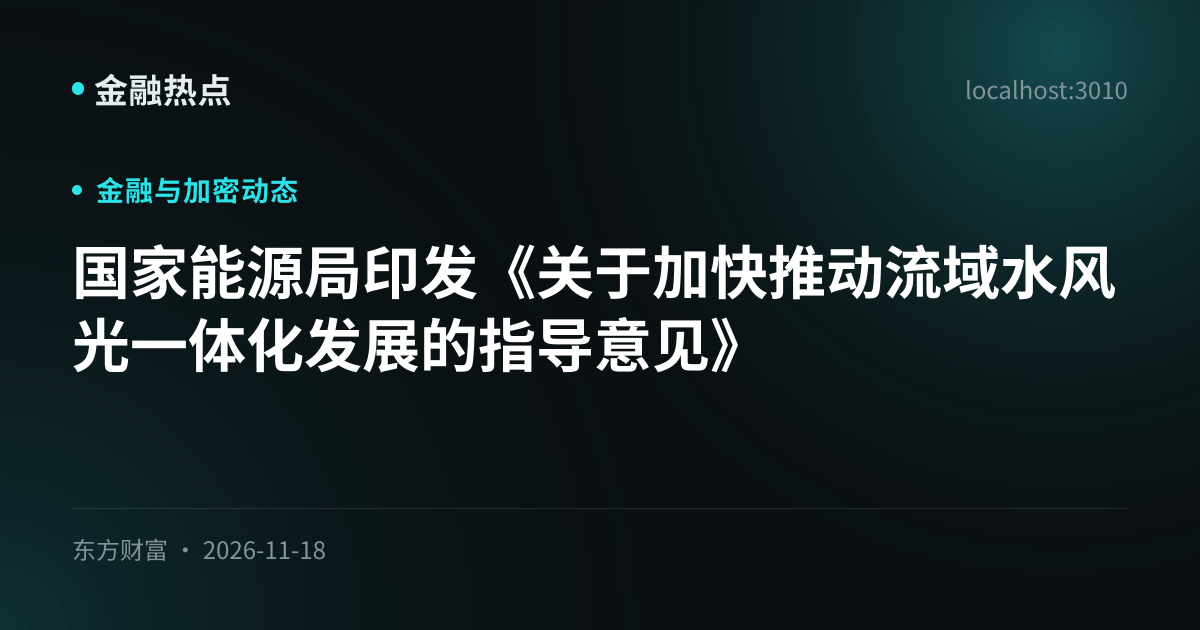 金融热点
localhost:3010
金融与加密动态
国家能源局印发《关于加快推动流域水风
光一体化发展的指导意见》
东方财富 · 2026-11-18